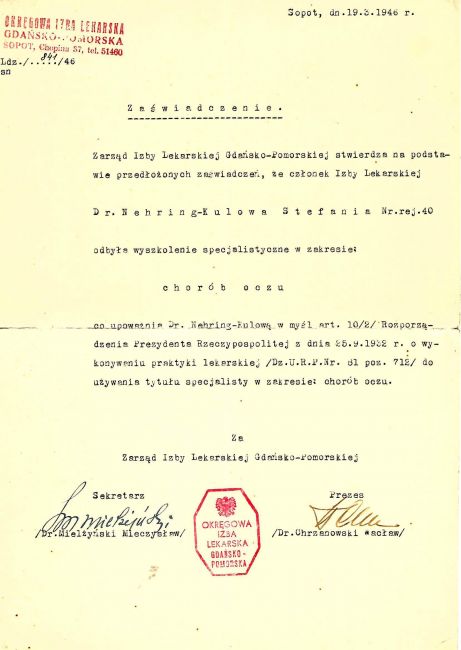 Sopot, dn.19.3.1946 r.
OKRĘGOWA IZBA LEKARSKA
GDAŃSKO-POMORSKA
SOPOT, Chopina 37, tel. 51460
Ldz./..841../46
sn
Zaświadczenie.
Zarząd Izby Lekarskiej Gdańsko-Pomorskiej stwierdza na podsta-
wie przedłożonych zaświadczeń, że członek Izby Lekarskiej
Dr. Nehring-Kulowa Stefania Nr.rej.40
odbyła wyszkolenie specjalistyczne w zakresie:
chorób oczu
co upoważnia Dr. Nehring-Kulową w myśl art. 10/2/ Rozporzą-
dzenia Prezydenta Rzeczypospolitej z dnia 25.9.1932 r. o wy-
konywaniu praktyki lekarskiej /Dz.U.R.P.Nr. 81 poz. 712/ do
używania tytułu specjalisty w zakresie: chorób oczu.
Za
Zarząd Izby Lekarskiej Gdańsko-Pomorskiej
Sekretarz
Prezes
OKRĘGOWA
IZBA
LEKARSKA
GDAŃSKO-
POMORSKA
/Dr.Mielżyński Mieczysław/
/Dr.Chrzanowski Wacław/